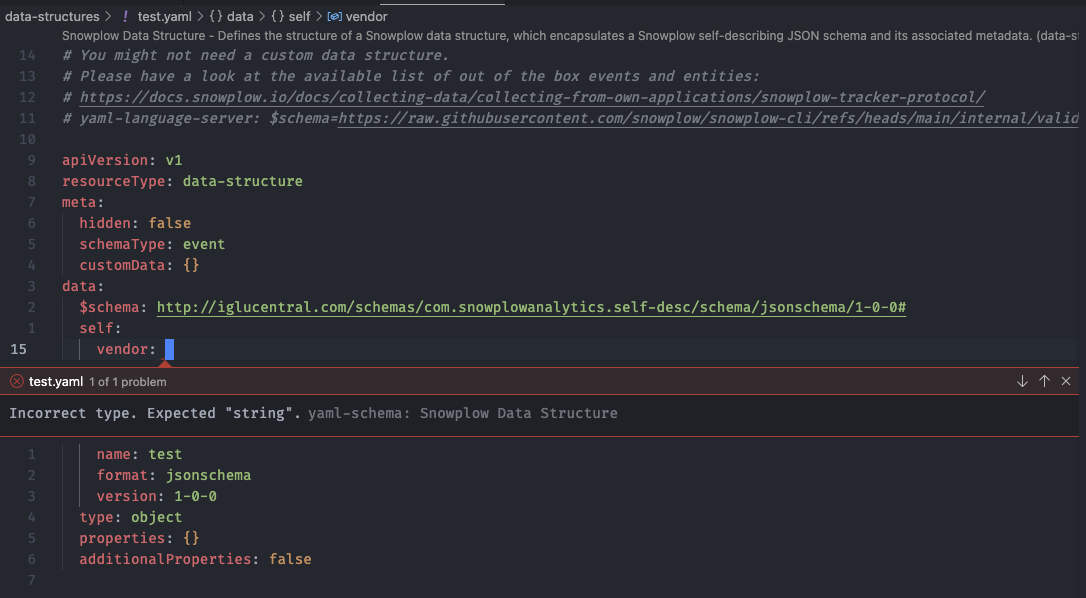 data-structures > ! test.yaml > {} data > {} self > vendor
Snowplow Data Structure - Defines the structure of a Snowplow data structure, which encapsulates a Snowplow self-describing JSON schema and its associated metadata. (data-s
14 # You might not need a custom data structure.
13 # Please have a look at the available list of out of the box events and entities:
12 # https://docs.snowplow.io/docs/collecting-data/collecting-from-own-applications/snowplow-tracker-protocol/
11 # yaml-language-server: $schema=https://raw.githubusercontent.com/snowplow/snowplow-cli/refs/heads/main/internal/valid
10
9 apiVersion: v1
8 resourceType: data-structure
7 meta:
6   hidden: false
5   schemaType: event
4   customData: {}
3 data:
2   $schema: http://iglucentral.com/schemas/com.snowplowanalytics.self-desc/schema/jsonschema/1-0-0#
1   self:
15     vendor:
test.yaml 1 of 1 problem
Incorrect type. Expected "string". yaml-schema: Snowplow Data Structure
1     name: test
2     format: jsonschema
3     version: 1-0-0
4   type: object
5   properties: {}
6   additionalProperties: false
7